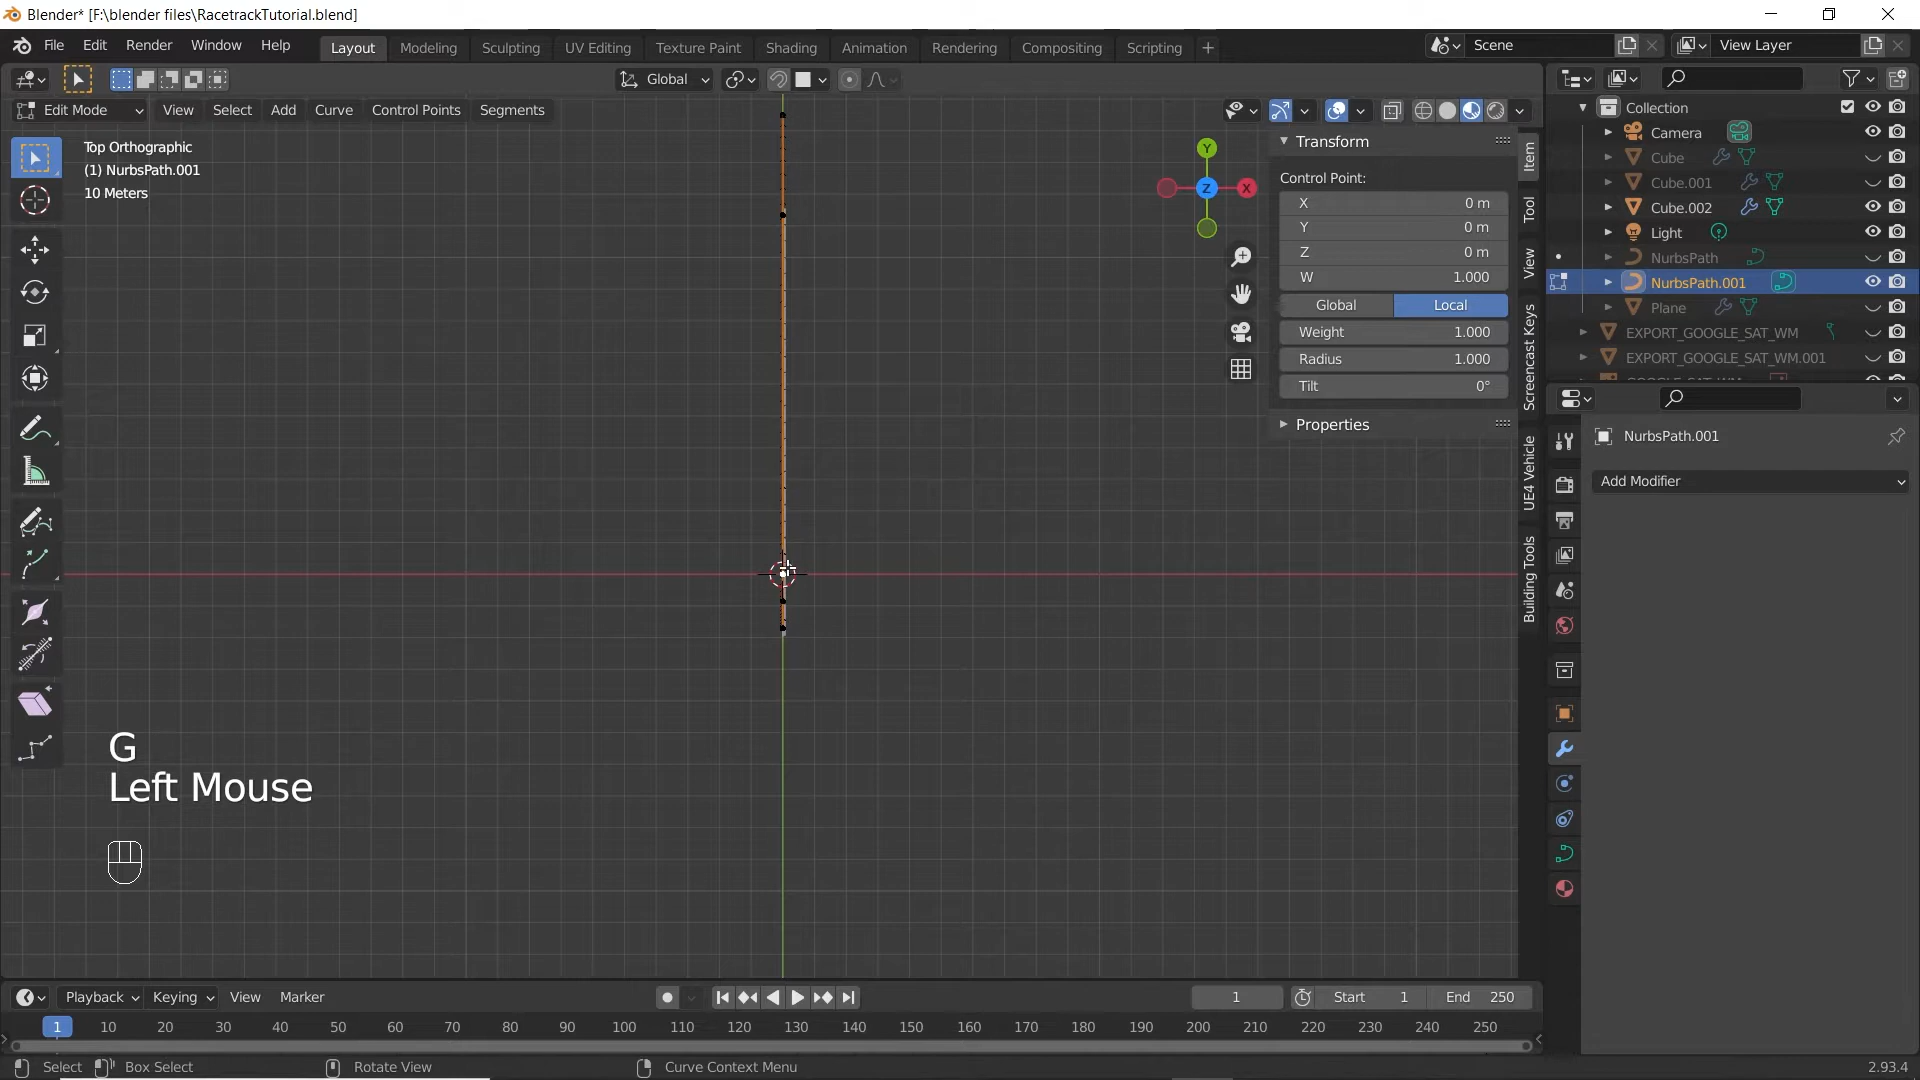 Blender* [F:\blender files\RacetrackTutorial.blend]
File Edit Render Window Help
Layout Modeling Sculpting UV Editing Texture Paint Shading Animation Rendering Compositing Scripting +
Scene
View Layer
Global
Edit Mode View Select Add Curve Control Points Segments
Top Orthographic
(1) NurbsPath.001
10 Meters
Y
X
Z
Transform
Control Point:
X 0 m
Y 0 m
Z 0 m
W 1.000
Global Local
Weight 1.000
Radius 1.000
Tilt 0°
Properties
Item
Tool
View
Screencast Keys
UE4 Vehicle
Building Tools
Collection
Camera
Cube
Cube.001
Cube.002
Light
NurbsPath
NurbsPath.001
Plane
EXPORT_GOOGLE_SAT_WM
EXPORT_GOOGLE_SAT_WM.001
NurbsPath.001
Add Modifier
G
Left Mouse
Playback Keying View Marker
1
Start 1
End 250
1 10 20 30 40 50 60 70 80 90 100 110 120 130 140 150 160 170 180 190 200 210 220 230 240 250
Select Box Select Rotate View Curve Context Menu
2.93.4